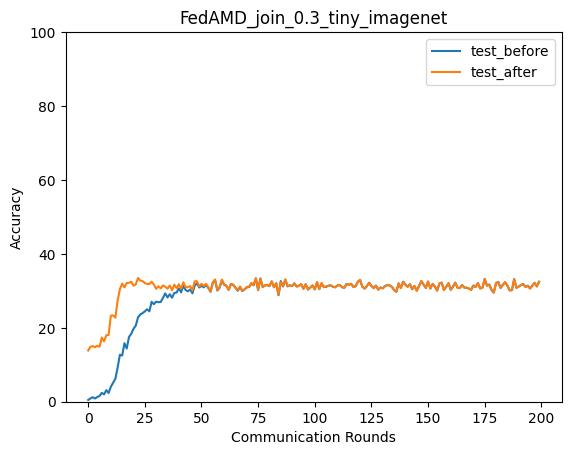 FedAMD_join_0.3_tiny_imagenet
100
80
60
40
20
0
Accuracy
test_before
test_after
0 25 50 75 100 125 150 175 200
Communication Rounds